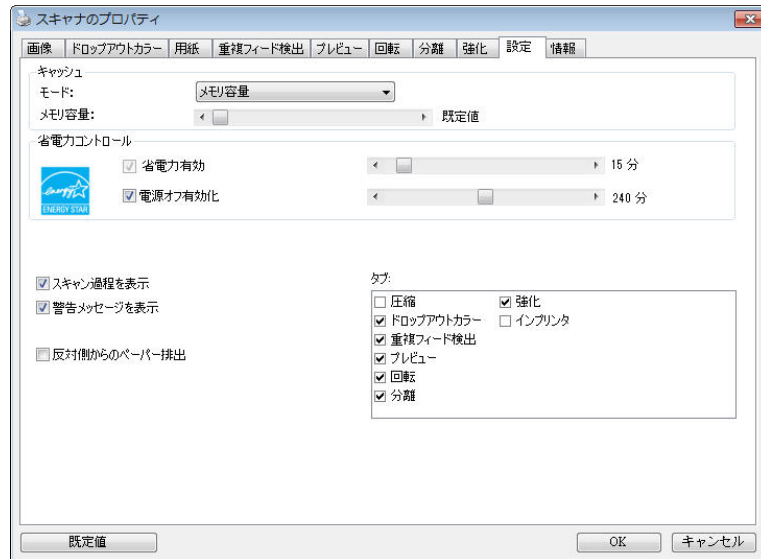 スキャナのプロパティ
画像 ドロップアウトカラー 用紙 重複フィード検出 プレビュー 回転 分離 強化 設定 情報
キャッシュ
モード: メモリ容量
メモリ容量: 既定値
省電力コントロール
省電力有効 15 分
energy
ENERGY STAR
電源オフ有効化 240 分
スキャン過程を表示
警告メッセージを表示
反対側からのペーパー排出
タブ:
圧縮 強化
ドロップアウトカラー インプリンタ
重複フィード検出
プレビュー
回転
分離
既定値 OK キャンセル